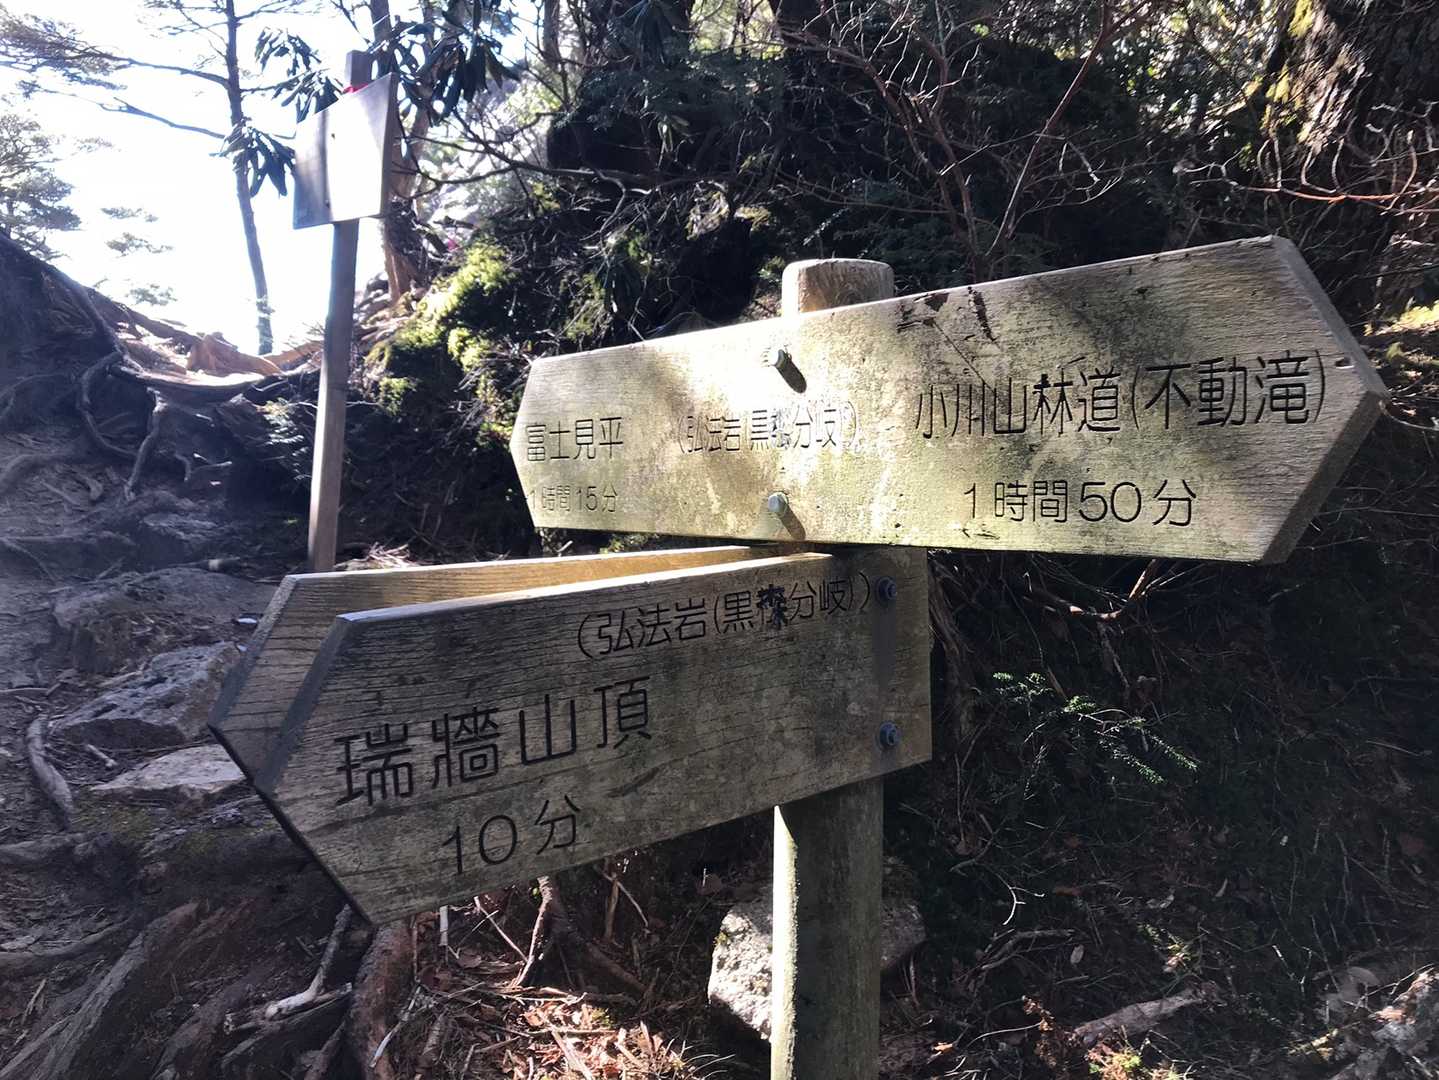 富士見平
1時間15分
(弘法岩(黒森分岐))
小川山林道(不動滝)
1時間50分
(弘法岩(黒森分岐))
瑞牆山頂
10分